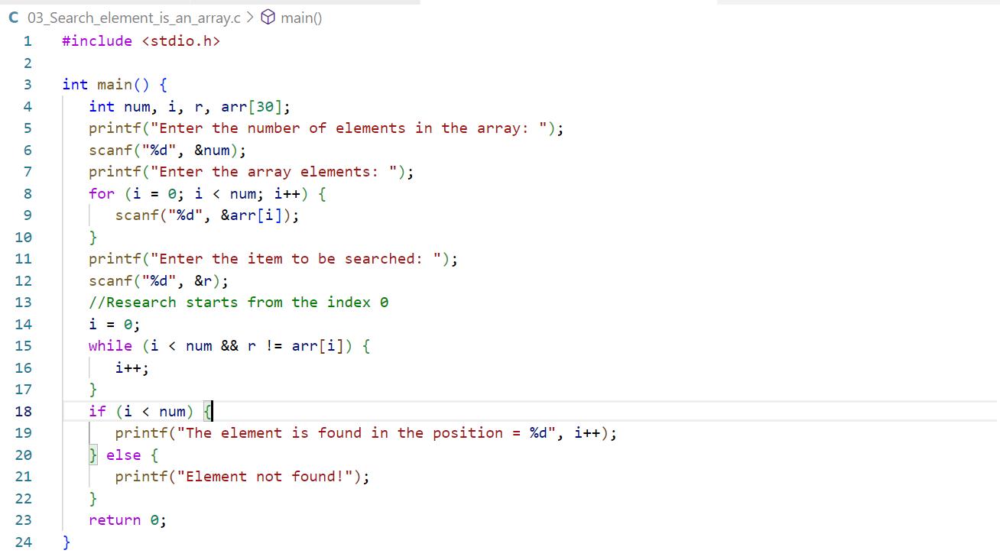 C 03_Search_element_is_an_array.c > main()
1 #include <stdio.h>
2
3 int main() {
4    int num, i, r, arr[30];
5    printf("Enter the number of elements in the array: ");
6    scanf("%d", &num);
7    printf("Enter the array elements: ");
8    for (i = 0; i < num; i++) {
9       scanf("%d", &arr[i]);
10    }
11    printf("Enter the item to be searched: ");
12    scanf("%d", &r);
13    //Research starts from the index 0
14    i = 0;
15    while (i < num && r != arr[i]) {
16       i++;
17    }
18    if (i < num) {
19       printf("The element is found in the position = %d", i++);
20    } else {
21       printf("Element not found!");
22    }
23    return 0;
24 }